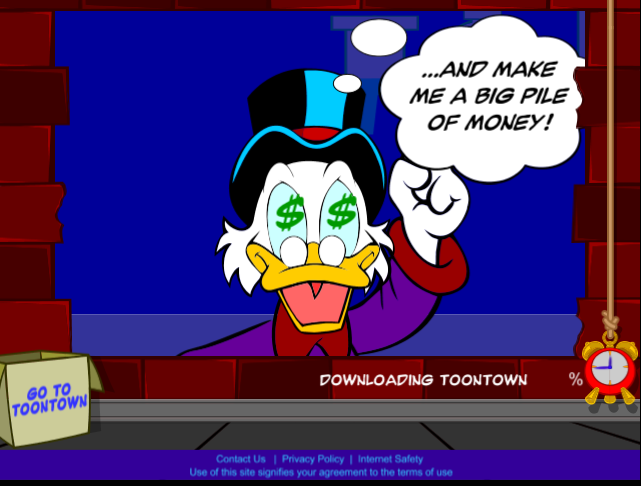 ...AND MAKE
ME A BIG PILE
OF MONEY!
$ $
GO TO
TOONTOWN
DOWNLOADING TOONTOWN %
Contact Us | Privacy Policy | Internet Safety
Use of this site signifies your agreement to the terms of use